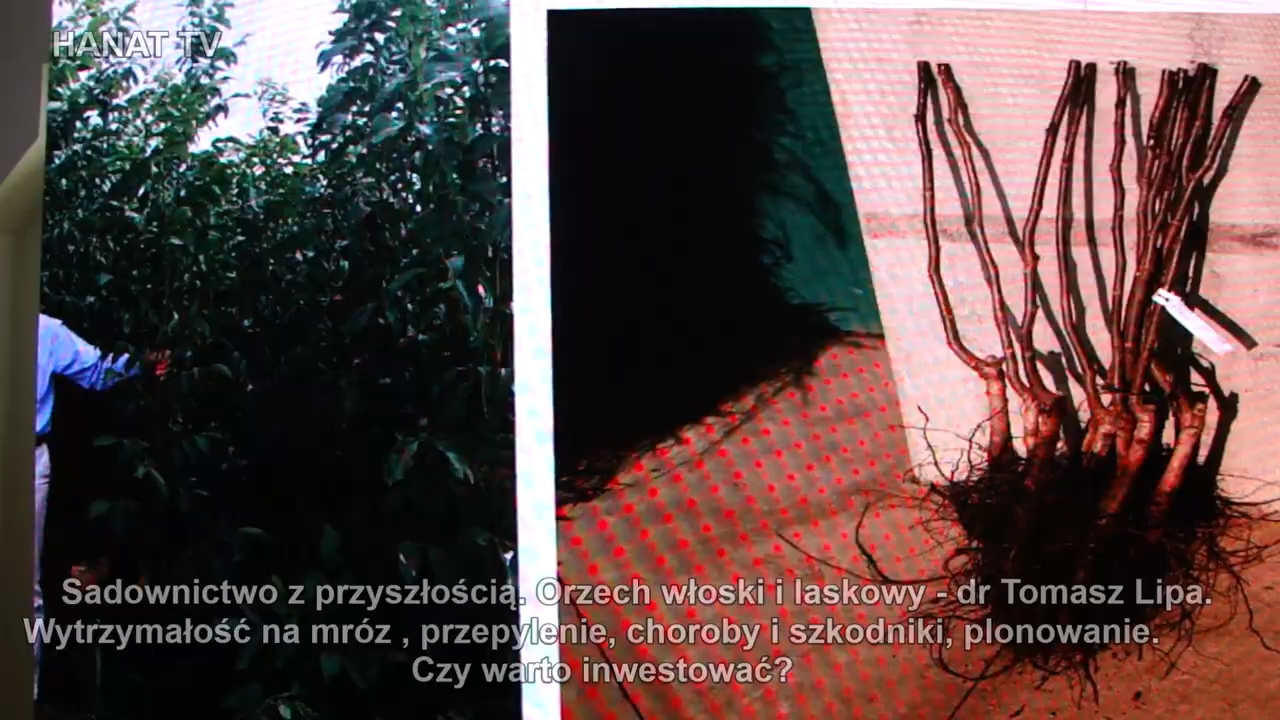 HANAT TV
Sadownictwo z przyszłością. Orzech włoski i laskowy - dr Tomasz Lipa.
Wytrzymałość na mróz , przepylenie, choroby i szkodniki, plonowanie.
Czy warto inwestować?